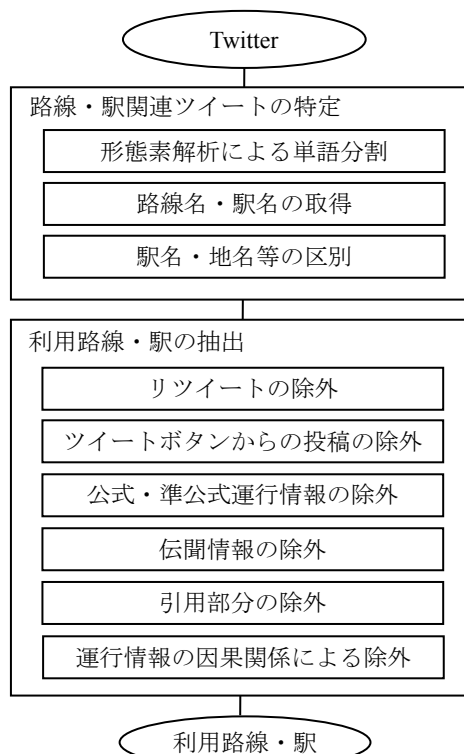 Twitter
路線・駅関連ツイートの特定
形態素解析による単語分割
路線名・駅名の取得
駅名・地名等の区別
利用路線・駅の抽出
リツイートの除外
ツイートボタンからの投稿の除外
公式・準公式運行情報の除外
伝聞情報の除外
引用部分の除外
運行情報の因果関係による除外
利用路線・駅